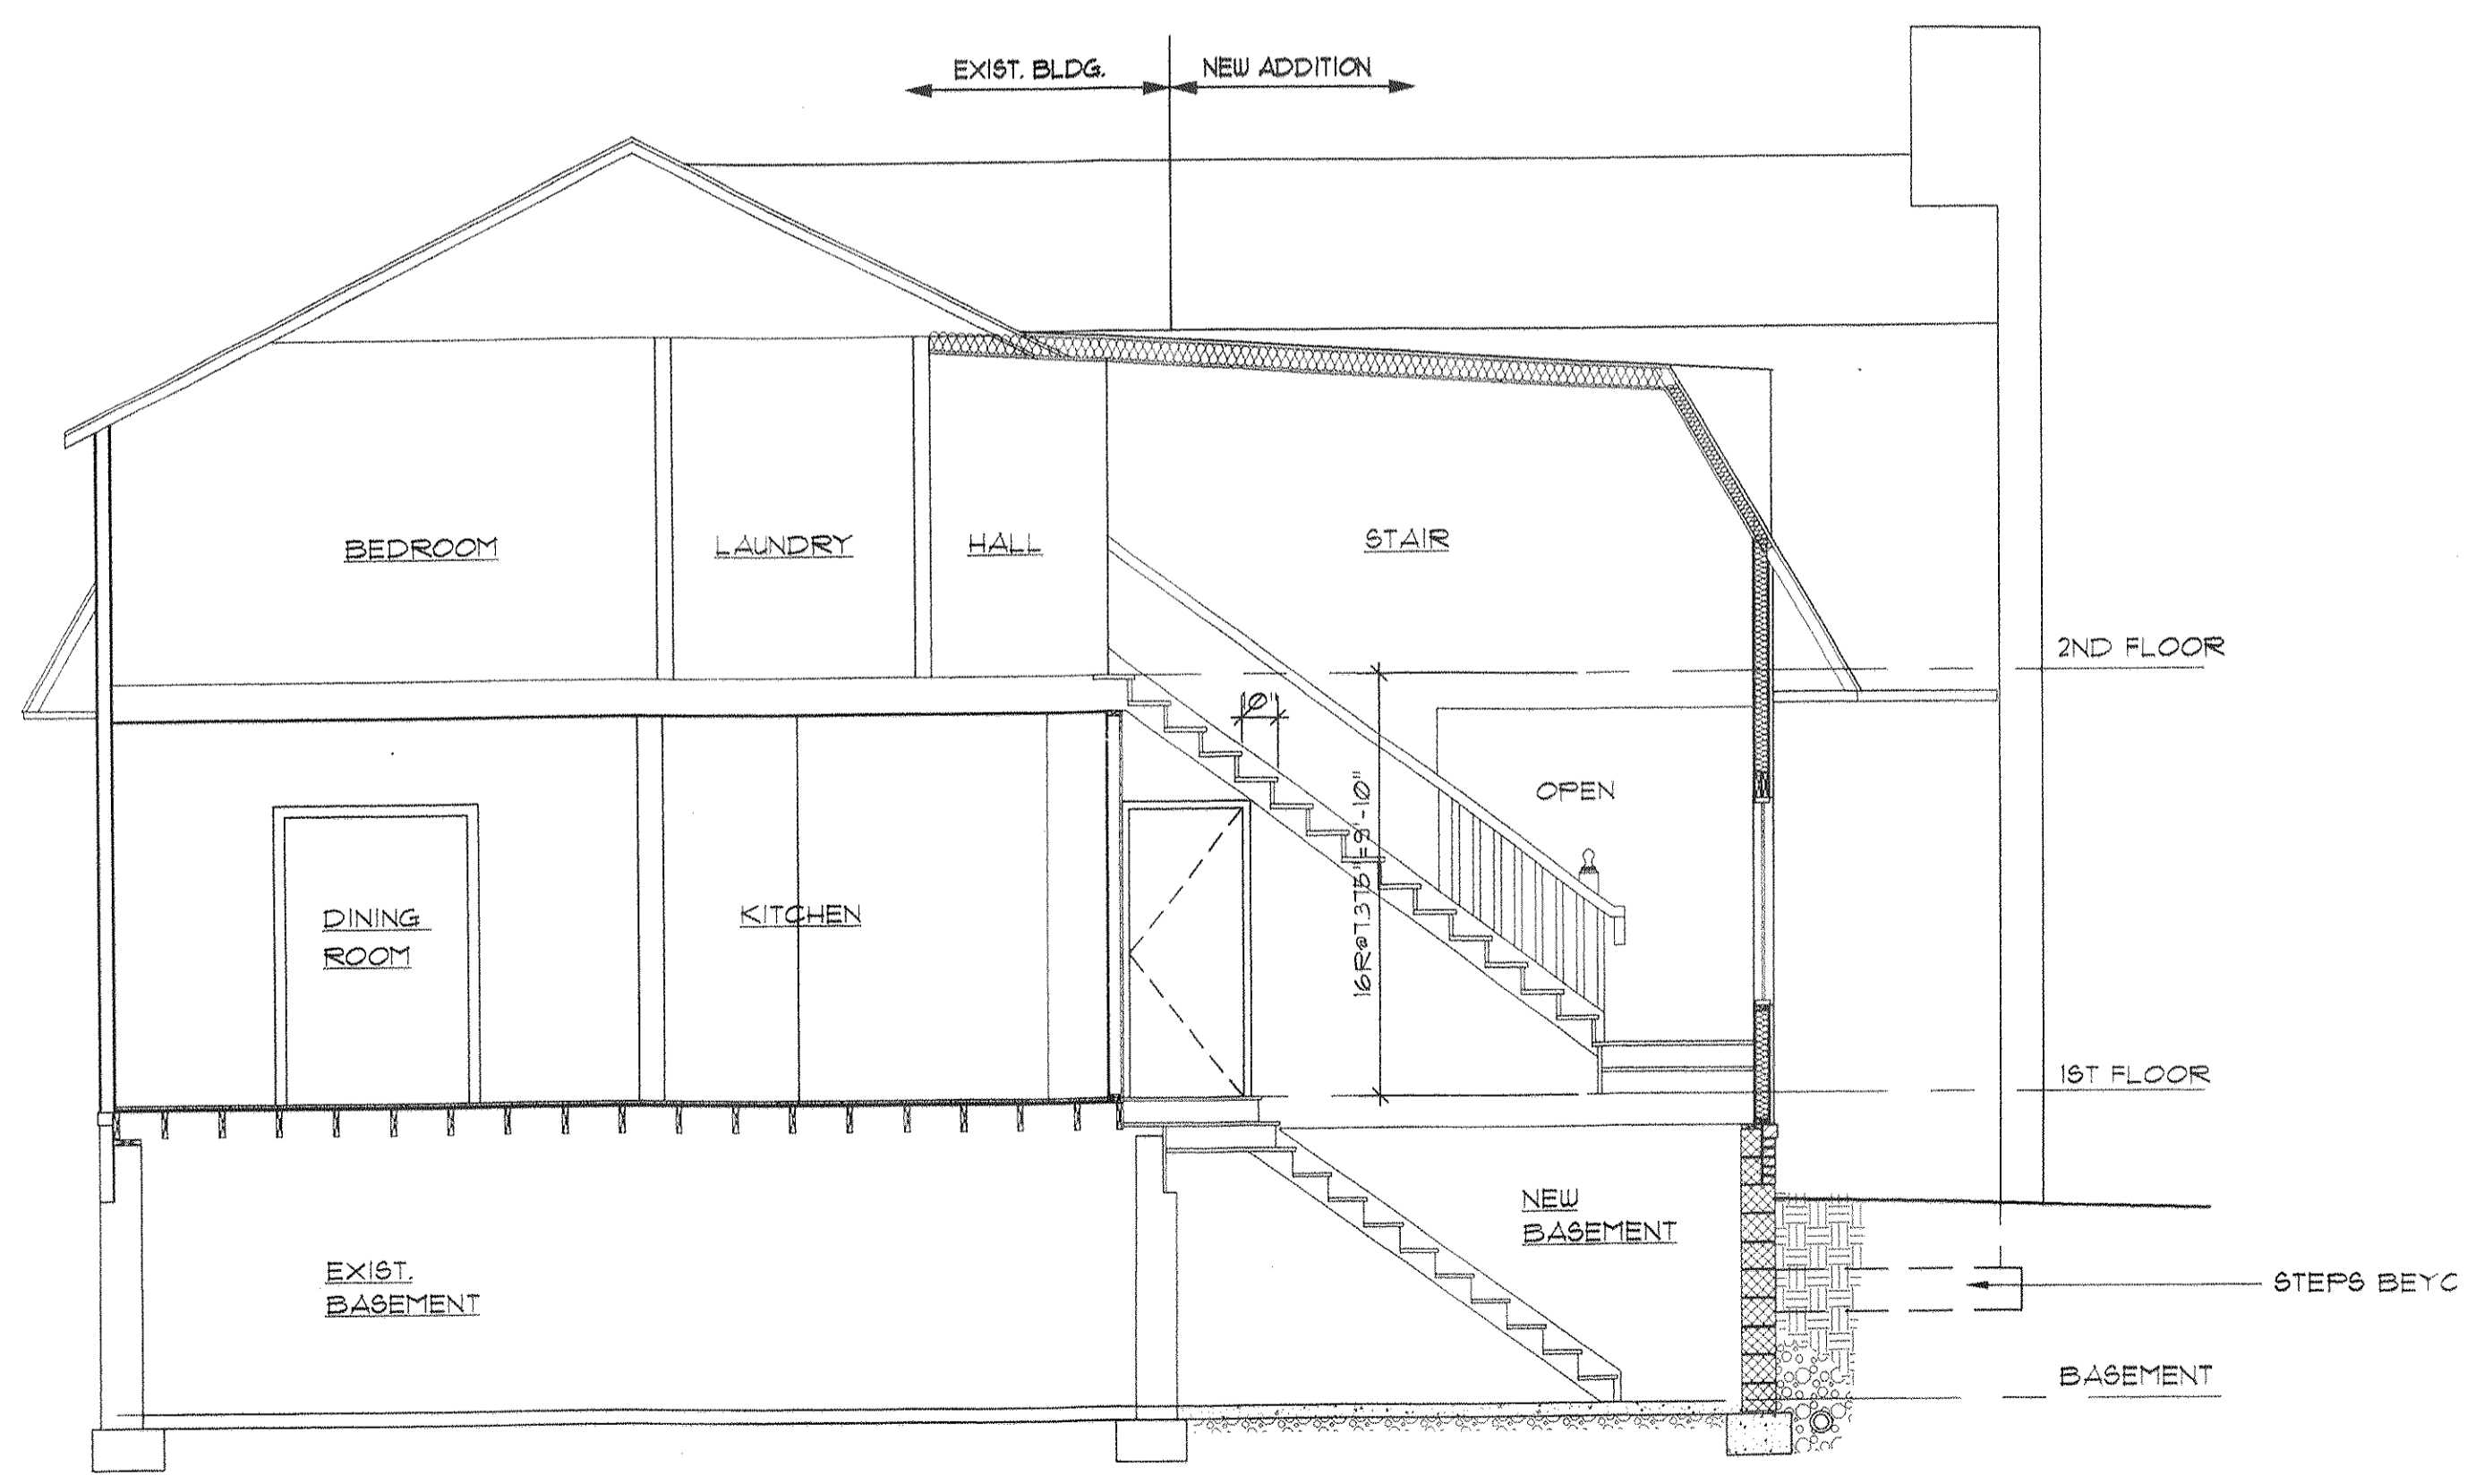 EXIST. BLDG.
NEW ADDITION
BEDROOM
LAUNDRY
HALL
STAIR
2ND FLOOR
10"
OPEN
16R@7.375"=9'-10"
DINING
ROOM
KITCHEN
1ST FLOOR
NEW
BASEMENT
EXIST.
BASEMENT
STEPS BEYC
BASEMENT